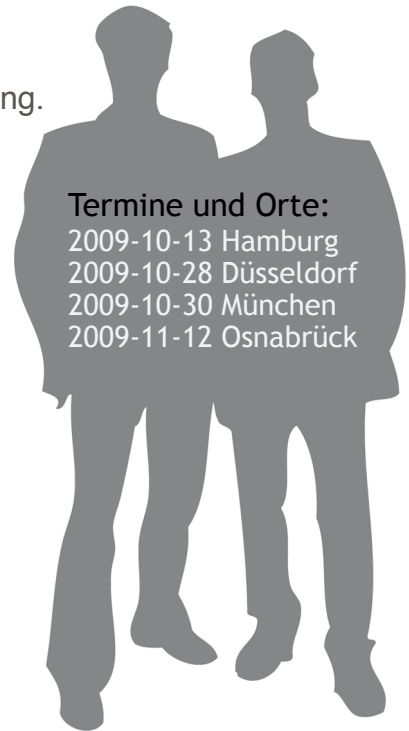 ng.
Termine und Orte:
2009-10-13 Hamburg
2009-10-28 Düsseldorf
2009-10-30 München
2009-11-12 Osnabrück